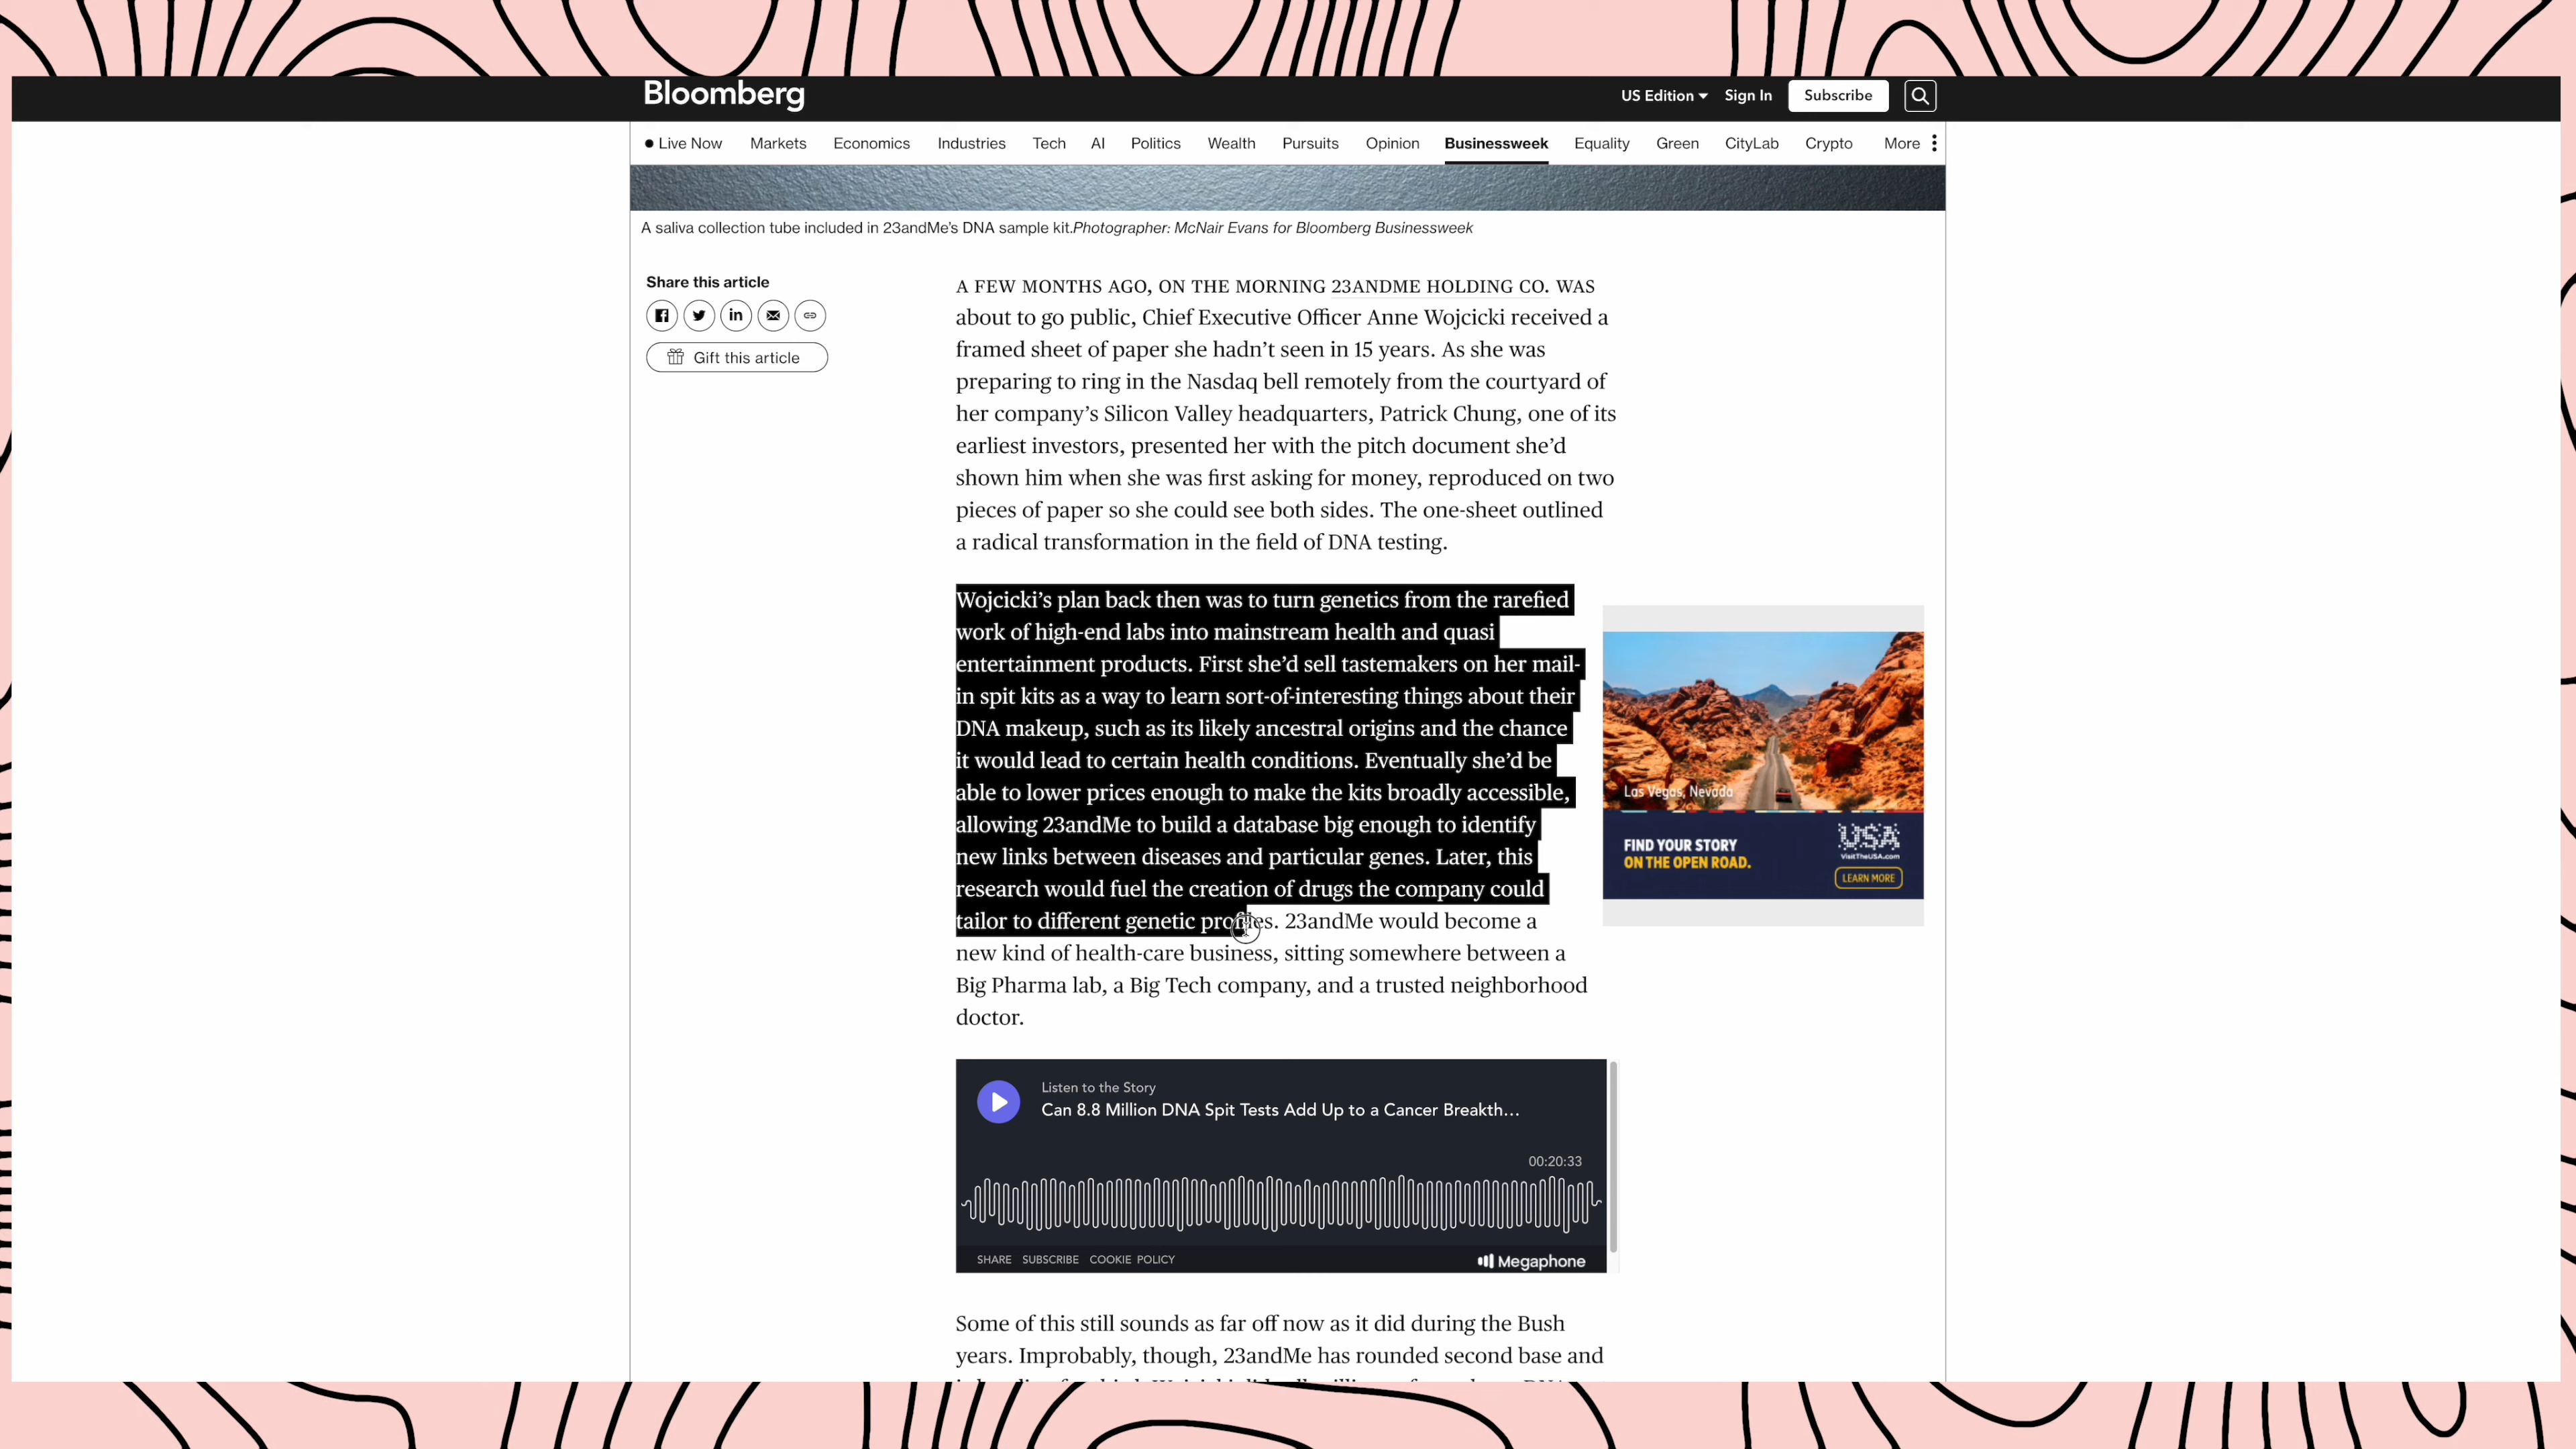 Bloomberg
US Edition
Sign In
Subscribe
Live Now
Markets
Economics
Industries
Tech
AI
Politics
Wealth
Pursuits
Opinion
Businessweek
Equality
Green
CityLab
Crypto
More
A saliva collection tube included in 23andMe’s DNA sample kit.Photographer: McNair Evans for Bloomberg Businessweek
Share this article
Gift this article
A FEW MONTHS AGO, ON THE MORNING 23ANDME HOLDING CO. WAS
about to go public, Chief Executive Officer Anne Wojcicki received a
framed sheet of paper she hadn’t seen in 15 years. As she was
preparing to ring in the Nasdaq bell remotely from the courtyard of
her company’s Silicon Valley headquarters, Patrick Chung, one of its
earliest investors, presented her with the pitch document she’d
shown him when she was first asking for money, reproduced on two
pieces of paper so she could see both sides. The one-sheet outlined
a radical transformation in the field of DNA testing.
Wojcicki’s plan back then was to turn genetics from the rarefied
work of high-end labs into mainstream health and quasi
entertainment products. First she’d sell tastemakers on her mail-
in spit kits as a way to learn sort-of-interesting things about their
DNA makeup, such as its likely ancestral origins and the chance
it would lead to certain health conditions. Eventually she’d be
able to lower prices enough to make the kits broadly accessible,
allowing 23andMe to build a database big enough to identify
new links between diseases and particular genes. Later, this
research would fuel the creation of drugs the company could
tailor to different genetic profiles. 23andMe would become a
new kind of health-care business, sitting somewhere between a
Big Pharma lab, a Big Tech company, and a trusted neighborhood
doctor.
Las Vegas, Nevada
FIND YOUR STORY
ON THE OPEN ROAD.
USA
VisitTheUSA.com
LEARN MORE
Listen to the Story
Can 8.8 Million DNA Spit Tests Add Up to a Cancer Breakth...
00:20:33
SHARE
SUBSCRIBE
COOKIE POLICY
Megaphone
Some of this still sounds as far off now as it did during the Bush
years. Improbably, though, 23andMe has rounded second base and